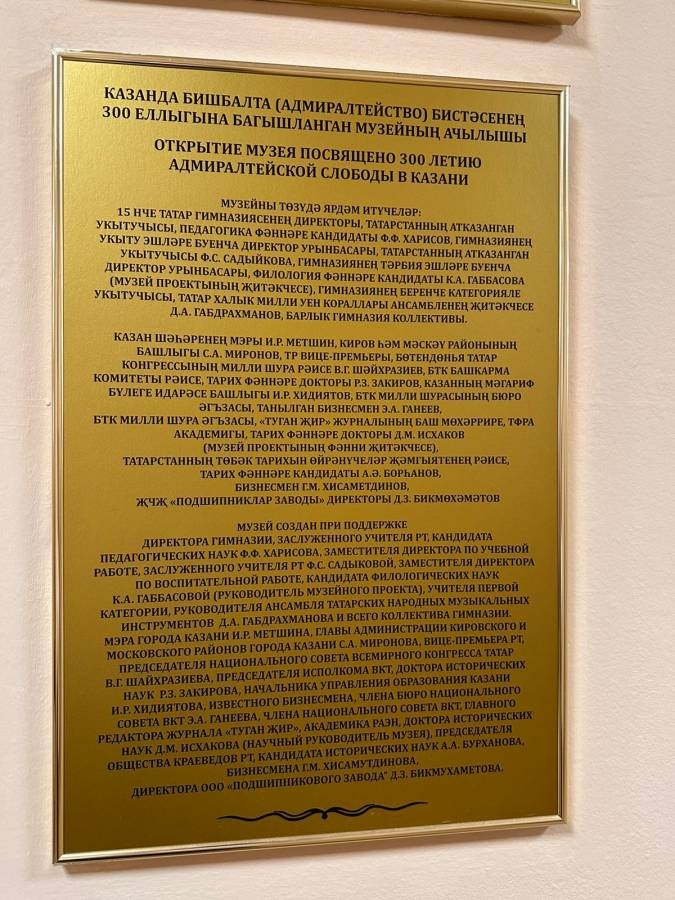 КАЗАНДА БИШБАЛТА (АДМИРАЛТЕЙСТВО) БИСТӘСЕНЕҢ
300 ЕЛЛЫГЫНА БАГЫШЛАНГАН МУЗЕЙНЫҢ АЧЫЛЫШЫ
ОТКРЫТИЕ МУЗЕЯ ПОСВЯЩЕНО 300 ЛЕТИЮ
АДМИРАЛТЕЙСКОЙ СЛОБОДЫ В КАЗАНИ
МУЗЕЙНЫ ТӨЗҮДӘ ЯРДӘМ ИТҮЧЕЛӘР:
15 НЧЕ ТАТАР ГИМНАЗИЯСЕНЕҢ ДИРЕКТОРЫ, ТАТАРСТАННЫҢ АТКАЗАНГАН
УКЫТУЧЫСЫ, ПЕДАГОГИКА ФӘННӘРЕ КАНДИДАТЫ Ф.Ф. ХАРИСОВ, ГИМНАЗИЯНЕҢ
УКЫТУ ЭШЛӘРЕ БУЕНЧА ДИРЕКТОР УРЫНБАСАРЫ, ТАТАРСТАННЫҢ АТКАЗАНГАН
УКЫТУЧЫСЫ Ф.С. САДЫЙКОВА, ГИМНАЗИЯНЕҢ ТӘРБИЯ ЭШЛӘРЕ БУЕНЧА
ДИРЕКТОР УРЫНБАСАРЫ, ФИЛОЛОГИЯ ФӘННӘРЕ КАНДИДАТЫ К.А. ГАББАСОВА
(МУЗЕЙ ПРОЕКТЫНЫҢ ҖИТӘКЧЕСЕ), ГИМНАЗИЯНЕҢ БЕРЕНЧЕ КАТЕГОРИЯЛЕ
УКЫТУЧЫСЫ, ТАТАР ХАЛЫК МИЛЛИ УЕН КОРАЛЛАРЫ АНСАМБЛЕНЕҢ ҖИТӘКЧЕСЕ
Д.А. ГАБДРАХМАНОВ, БАРЛЫК ГИМНАЗИЯ КОЛЛЕКТИВЫ.
КАЗАН ШӘҺӘРЕНЕҢ МЭРЫ И.Р. МЕТШИН, КИРОВ ҺӘМ МӘСКӘҮ РАЙОНЫНЫҢ
БАШЛЫГЫ С.А. МИРОНОВ, ТР ВИЦЕ-ПРЕМЬЕРЫ, БӨТЕНДӨНЬЯ ТАТАР
КОНГРЕССЫНЫҢ МИЛЛИ ШУРА РӘИСЕ В.Г. ШӘЙХРАЗИЕВ, БТК БАШКАРМА
КОМИТЕТЫ РӘИСЕ, ТАРИХ ФӘННӘРЕ ДОКТОРЫ Р.З. ЗАКИРОВ, КАЗАННЫҢ МӘГАРИФ
БҮЛЕГЕ ИДАРӘСЕ БАШЛЫГЫ И.Р. ХИДИЯТОВ, БТК МИЛЛИ ШУРАСЫНЫҢ БЮРО
ӘГЪЗАСЫ, ТАНЫЛГАН БИЗНЕСМЕН Э.А. ГАНЕЕВ,
БТК МИЛЛИ ШУРА ӘГЪЗАСЫ, «ТУГАН ҖИР» ЖУРНАЛЫНЫҢ БАШ МӨХӘРРИРЕ, ТФРА
АКАДЕМИГЫ, ТАРИХ ФӘННӘРЕ ДОКТОРЫ Д.М. ИСХАКОВ
(МУЗЕЙ ПРОЕКТЫНЫҢ ФӘННИ ҖИТӘКЧЕСЕ),
ТАТАРСТАННЫҢ ТӨБӘК ТАРИХЫН ӨЙРӘНҮЧЕЛӘР ҖӘМГЫЯТЕНЕҢ РӘИСЕ,
ТАРИХ ФӘННӘРЕ КАНДИДАТЫ А.Ә. БОРҺАНОВ,
БИЗНЕСМЕН Г.М. ХИСАМЕТДИНОВ,
ҖЧҖ «ПОДШИПНИКЛАР ЗАВОДЫ» ДИРЕКТОРЫ Д.З. БИКМӨХӘМӘТОВ
МУЗЕЙ СОЗДАН ПРИ ПОДДЕРЖКЕ
ДИРЕКТОРА ГИМНАЗИИ, ЗАСЛУЖЕННОГО УЧИТЕЛЯ РТ, КАНДИДАТА
ПЕДАГОГИЧЕСКИХ НАУК Ф.Ф. ХАРИСОВА, ЗАМЕСТИТЕЛЯ ДИРЕКТОРА ПО УЧЕБНОЙ
РАБОТЕ, ЗАСЛУЖЕННОГО УЧИТЕЛЯ РТ Ф.С. САДЫКОВОЙ, ЗАМЕСТИТЕЛЯ ДИРЕКТОРА
ПО ВОСПИТАТЕЛЬНОЙ РАБОТЕ, КАНДИДАТА ФИЛОЛОГИЧЕСКИХ НАУК
К.А. ГАББАСОВОЙ (РУКОВОДИТЕЛЬ МУЗЕЙНОГО ПРОЕКТА), УЧИТЕЛЯ ПЕРВОЙ
КАТЕГОРИИ, РУКОВОДИТЕЛЯ АНСАМБЛЯ ТАТАРСКИХ НАРОДНЫХ МУЗЫКАЛЬНЫХ
ИНСТРУМЕНТОВ Д.А. ГАБДРАХМАНОВА И ВСЕГО КОЛЛЕКТИВА ГИМНАЗИИ.
МЭРА ГОРОДА КАЗАНИ И.Р. МЕТШИНА, ГЛАВЫ АДМИНИСТРАЦИИ КИРОВСКОГО И
МОСКОВСКОГО РАЙОНОВ ГОРОДА КАЗАНИ С.А. МИРОНОВА, ВИЦЕ-ПРЕМЬЕРА РТ,
ПРЕДСЕДАТЕЛЯ НАЦИОНАЛЬНОГО СОВЕТА ВСЕМИРНОГО КОНГРЕССА ТАТАР
В.Г. ШАЙХРАЗИЕВА, ПРЕДСЕДАТЕЛЯ ИСПОЛКОМА ВКТ, ДОКТОРА ИСТОРИЧЕСКИХ
НАУК Р.З. ЗАКИРОВА, НАЧАЛЬНИКА УПРАВЛЕНИЯ ОБРАЗОВАНИЯ КАЗАНИ
И.Р. ХИДИЯТОВА, ИЗВЕСТНОГО БИЗНЕСМЕНА, ЧЛЕНА БЮРО НАЦИОНАЛЬНОГО
СОВЕТА ВКТ Э.А. ГАНЕЕВА, ЧЛЕНА НАЦИОНАЛЬНОГО СОВЕТА ВКТ, ГЛАВНОГО
РЕДАКТОРА ЖУРНАЛА «ТУГАН ҖИР», АКАДЕМИКА РАЭН, ДОКТОРА ИСТОРИЧЕСКИХ
НАУК Д.М. ИСХАКОВА (НАУЧНЫЙ РУКОВОДИТЕЛЬ МУЗЕЯ), ПРЕДСЕДАТЕЛЯ
ОБЩЕСТВА КРАЕВЕДОВ РТ, КАНДИДАТА ИСТОРИЧЕСКИХ НАУК А.А. БУРХАНОВА,
БИЗНЕСМЕНА Г.М. ХИСАМУТДИНОВА,
ДИРЕКТОРА ООО «ПОДШИПНИКОВОГО ЗАВОДА" Д.З. БИКМУХАМЕТОВА.